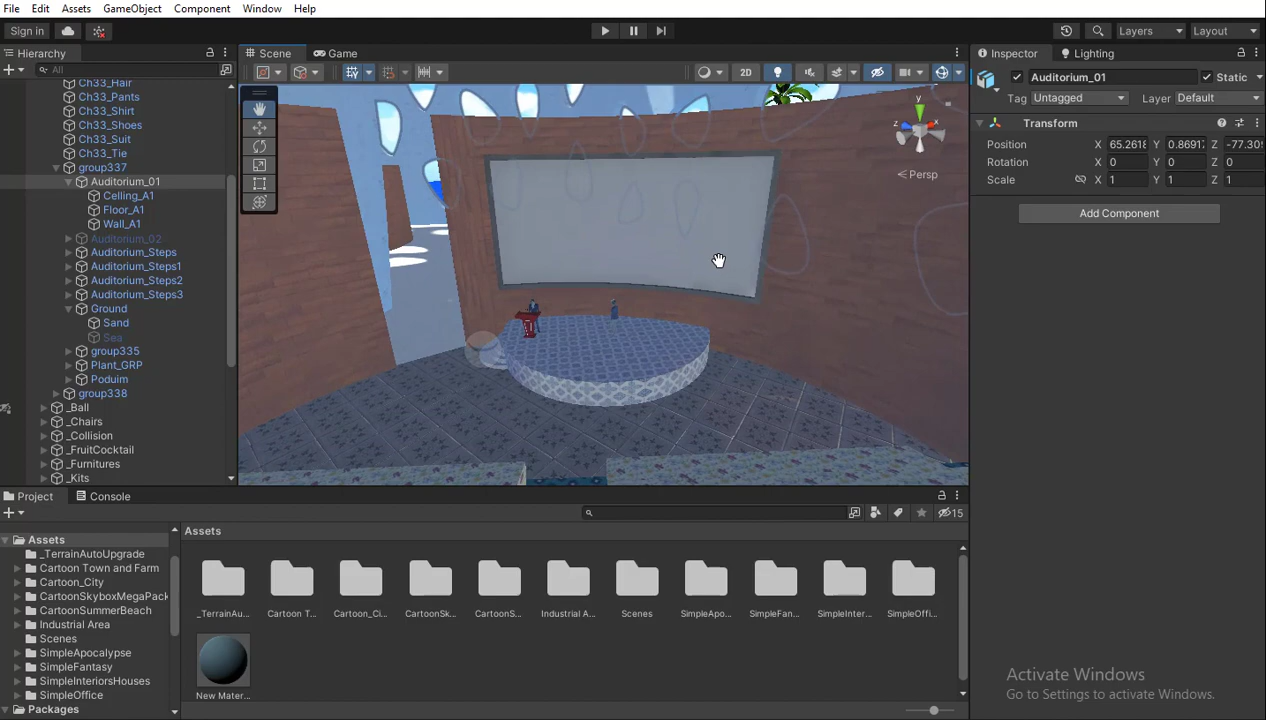 File Edit Assets GameObject Component Window Help
Sign in Layers Layout
Hierarchy Scene Game Inspector Lighting
All
2D
Ch33_Hair
Ch33_Pants
Ch33_Shirt
Ch33_Shoes
Ch33_Suit
Ch33_Tie
group337
Auditorium_01
Celling_A1
Floor_A1
Wall_A1
Auditorium_02
Auditorium_Steps
Auditorium_Steps1
Auditorium_Steps2
Auditorium_Steps3
Ground
Sand
Sea
group335
Plant_GRP
Poduim
group338
_Ball
_Chairs
_Collision
_FruitCocktail
_Furnitures
_Kits
y
z x
Persp
Auditorium_01 Static
Tag Untagged Layer Default
Transform
Position X 65.2618 Y 0.8691 Z -77.30
Rotation X 0 Y 0 Z 0
Scale X 1 Y 1 Z 1
Add Component
Project Console
15
Assets
_TerrainAutoUpgrade
Cartoon Town and Farm
Cartoon_City
CartoonSkyboxMegaPack
CartoonSummerBeach
Industrial Area
Scenes
SimpleApocalypse
SimpleFantasy
SimpleInteriorsHouses
SimpleOffice
Packages
Assets
_TerrainAu... Cartoon T... Cartoon_Ci... CartoonSk... CartoonS... Industrial A... Scenes SimpleApo... SimpleFan... SimpleInter... SimpleOffi...
New Mater...
Activate Windows
Go to Settings to activate Windows.